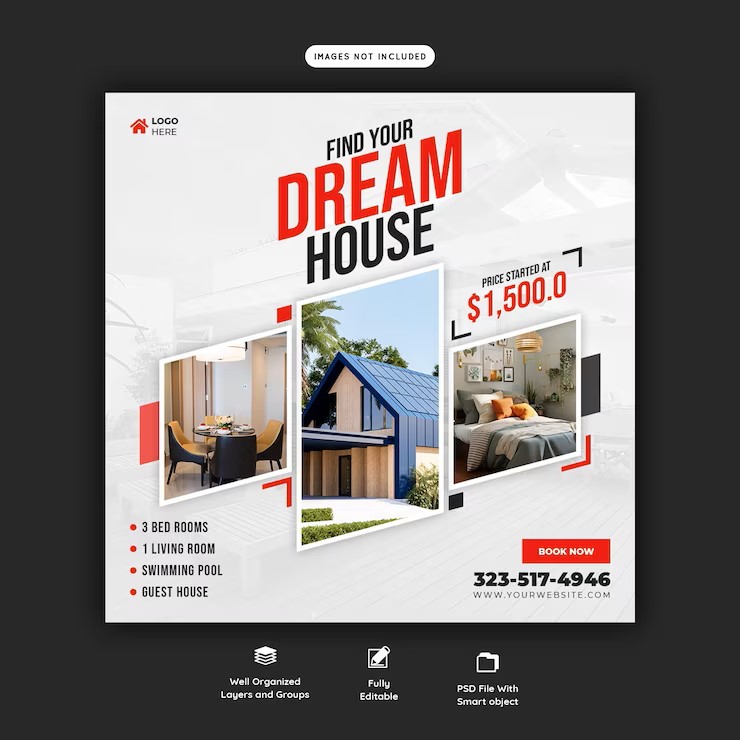 IMAGES NOT INCLUDED
LOGO
HERE
FIND YOUR
DREAM
HOUSE
PRICE STARTED AT
$1,500.0
3 BED ROOMS
1 LIVING ROOM
SWIMMING POOL
GUEST HOUSE
BOOK NOW
323-517-4946
WWW.YOURWEBSITE.COM
Well Organized
Layers and Groups
Fully
Editable
PSD File With
Smart object